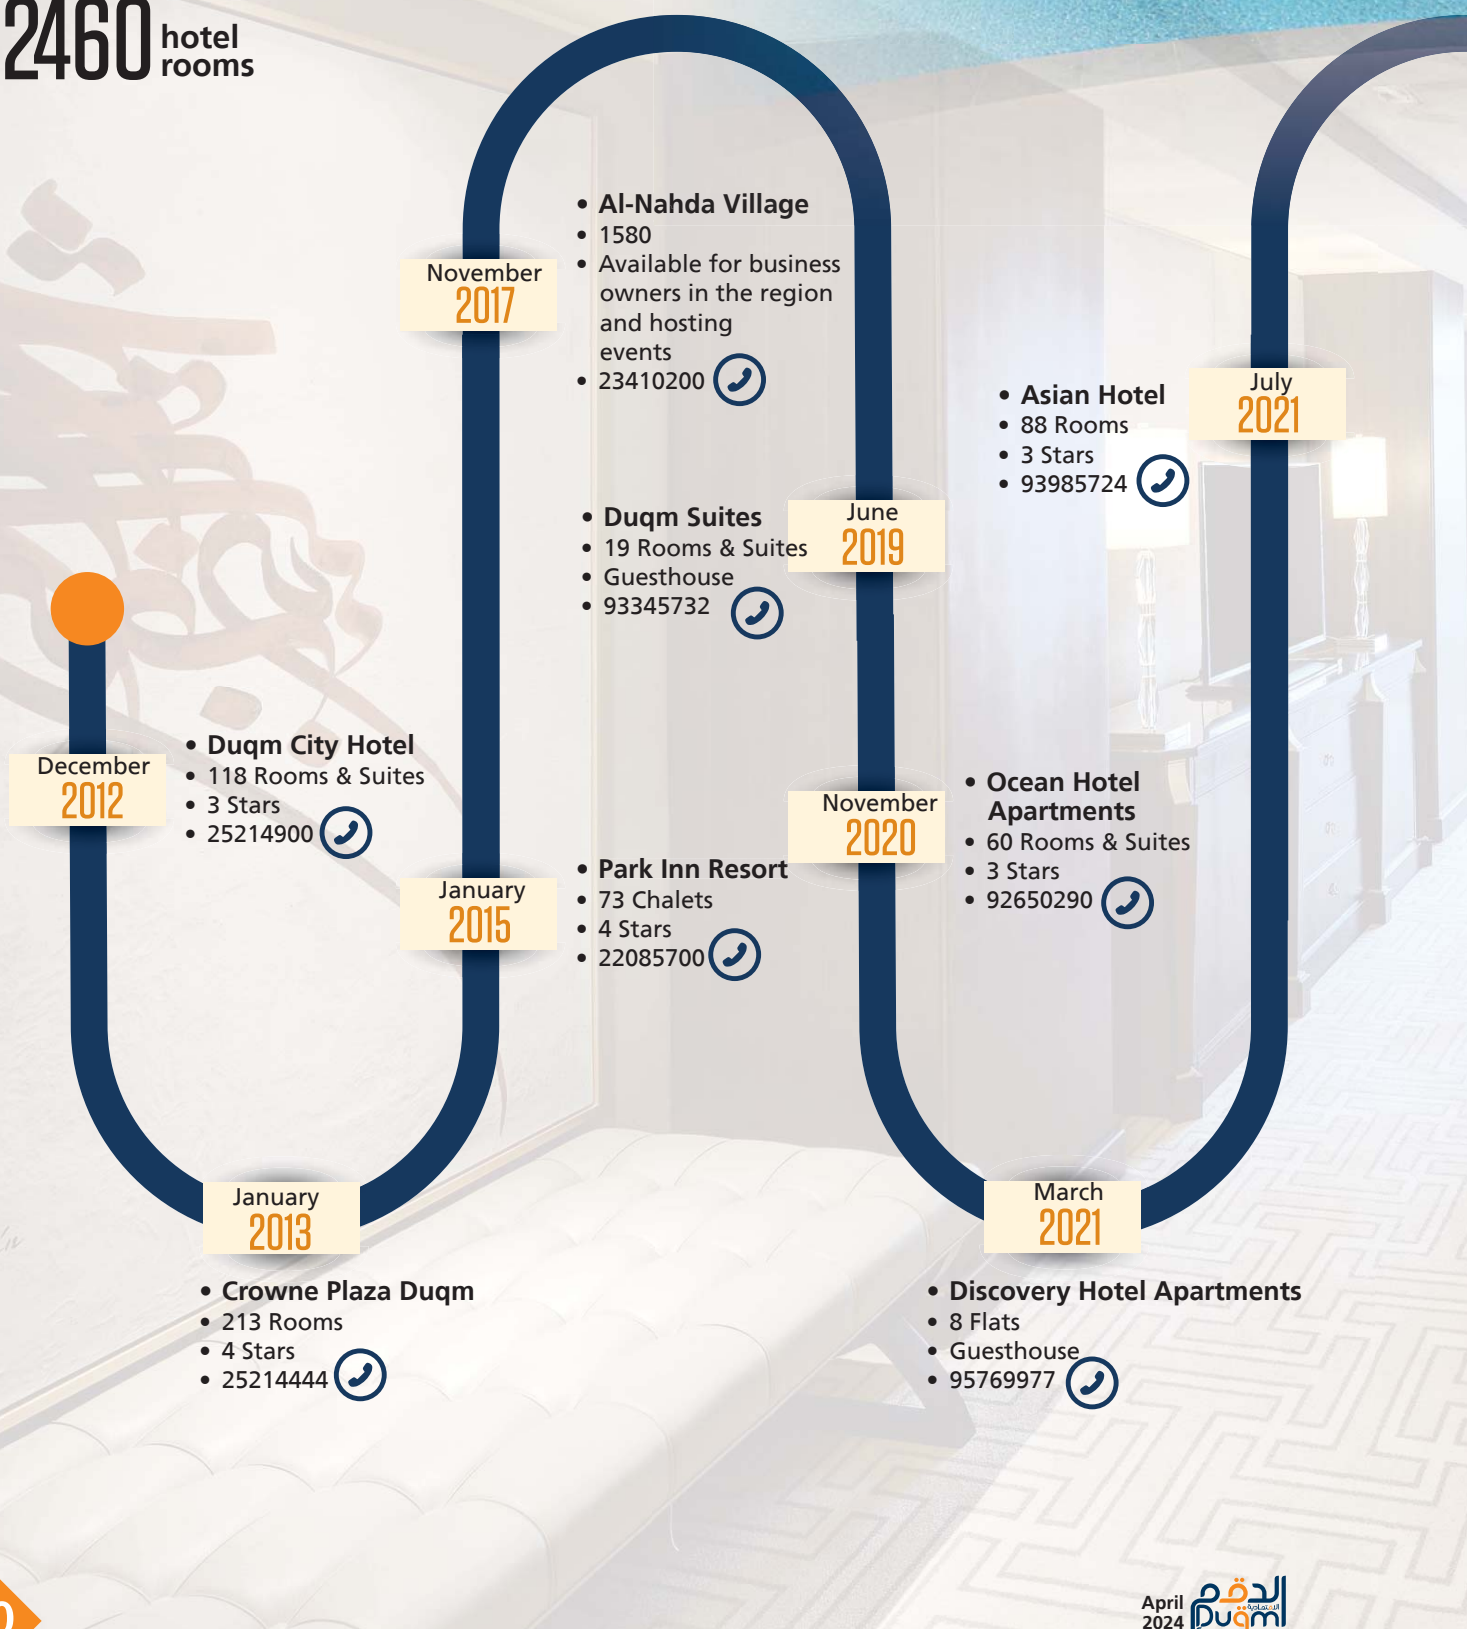 2460 hotel
rooms
December
2012
• Duqm City Hotel
• 118 Rooms & Suites
• 3 Stars
• 25214900
January
2013
• Crowne Plaza Duqm
• 213 Rooms
• 4 Stars
• 25214444
January
2015
• Park Inn Resort
• 73 Chalets
• 4 Stars
• 22085700
November
2017
• Al-Nahda Village
• 1580
• Available for business
owners in the region
and hosting
events
• 23410200
June
2019
• Duqm Suites
• 19 Rooms & Suites
• Guesthouse
• 93345732
November
2020
• Ocean Hotel
Apartments
• 60 Rooms & Suites
• 3 Stars
• 92650290
March
2021
• Discovery Hotel Apartments
• 8 Flats
• Guesthouse
• 95769977
July
2021
• Asian Hotel
• 88 Rooms
• 3 Stars
• 93985724
April
2024
الدقم
الاقتصادية
Duqm